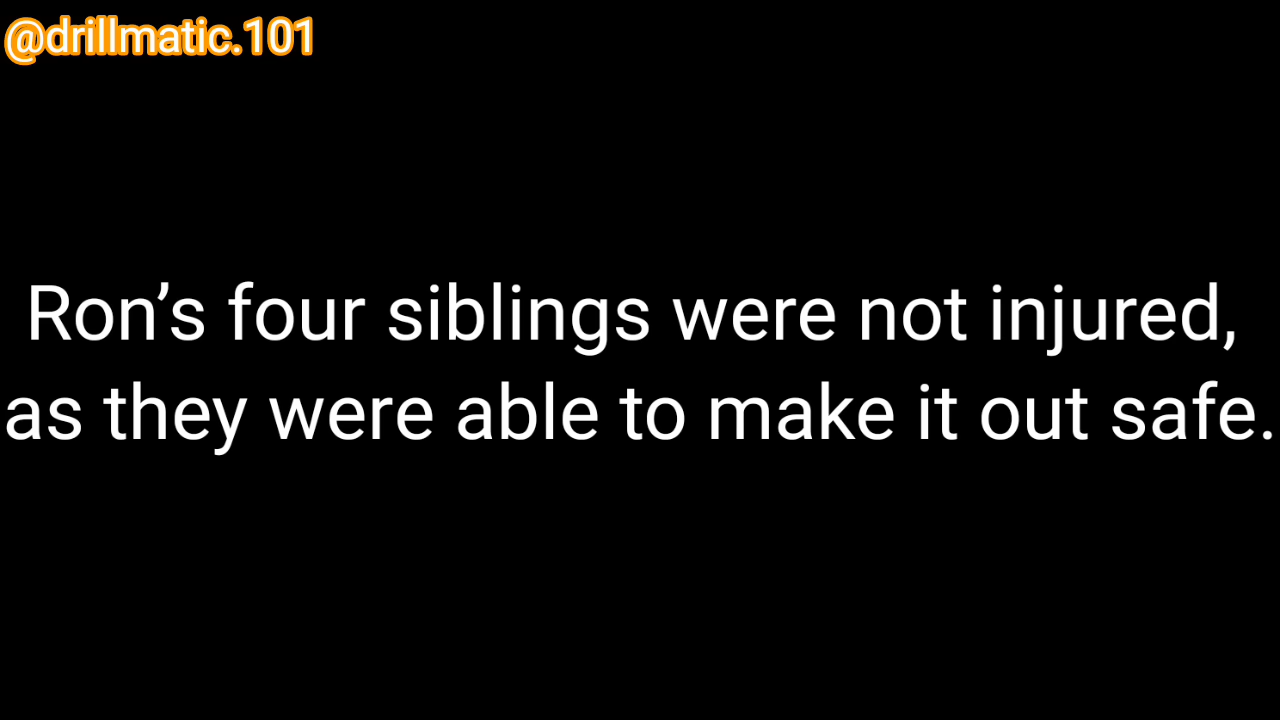 @drillmatic.101
Ron’s four siblings were not injured,
as they were able to make it out safe.